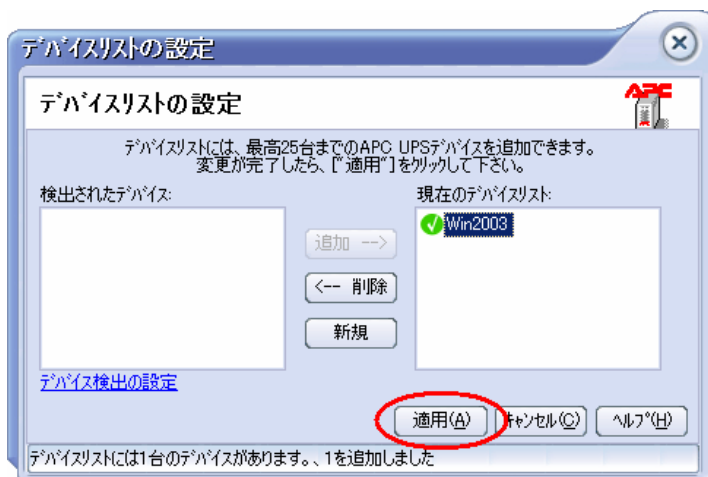 デバイスリストの設定
デバイスリストの設定
APC
デバイスリストには、最高25台までのAPC UPSデバイスを追加できます。
変更が完了したら、["適用"]をクリックして下さい。
検出されたデバイス:
現在のデバイスリスト:
Win2003
追加 -->
<-- 削除
新規
デバイス検出の設定
適用(A)
キャンセル(C)
ヘルプ(H)
デバイスリストには1台のデバイスがあります。、1を追加しました